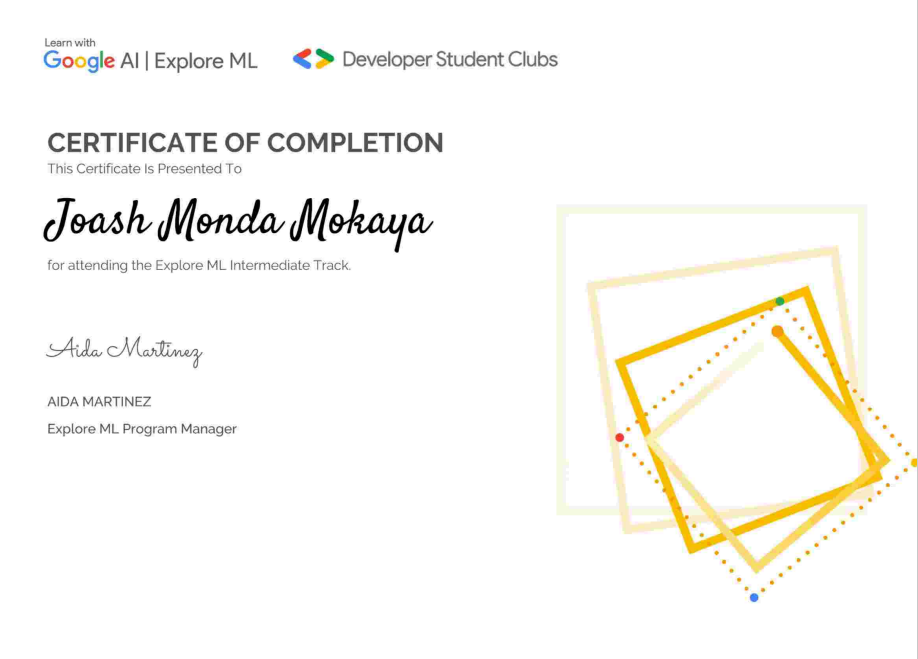 Learn with
Google AI | Explore ML
Developer Student Clubs
CERTIFICATE OF COMPLETION
This Certificate Is Presented To
Joash Monda Mokaya
for attending the Explore ML Intermediate Track.
Aida Martinez
AIDA MARTINEZ
Explore ML Program Manager